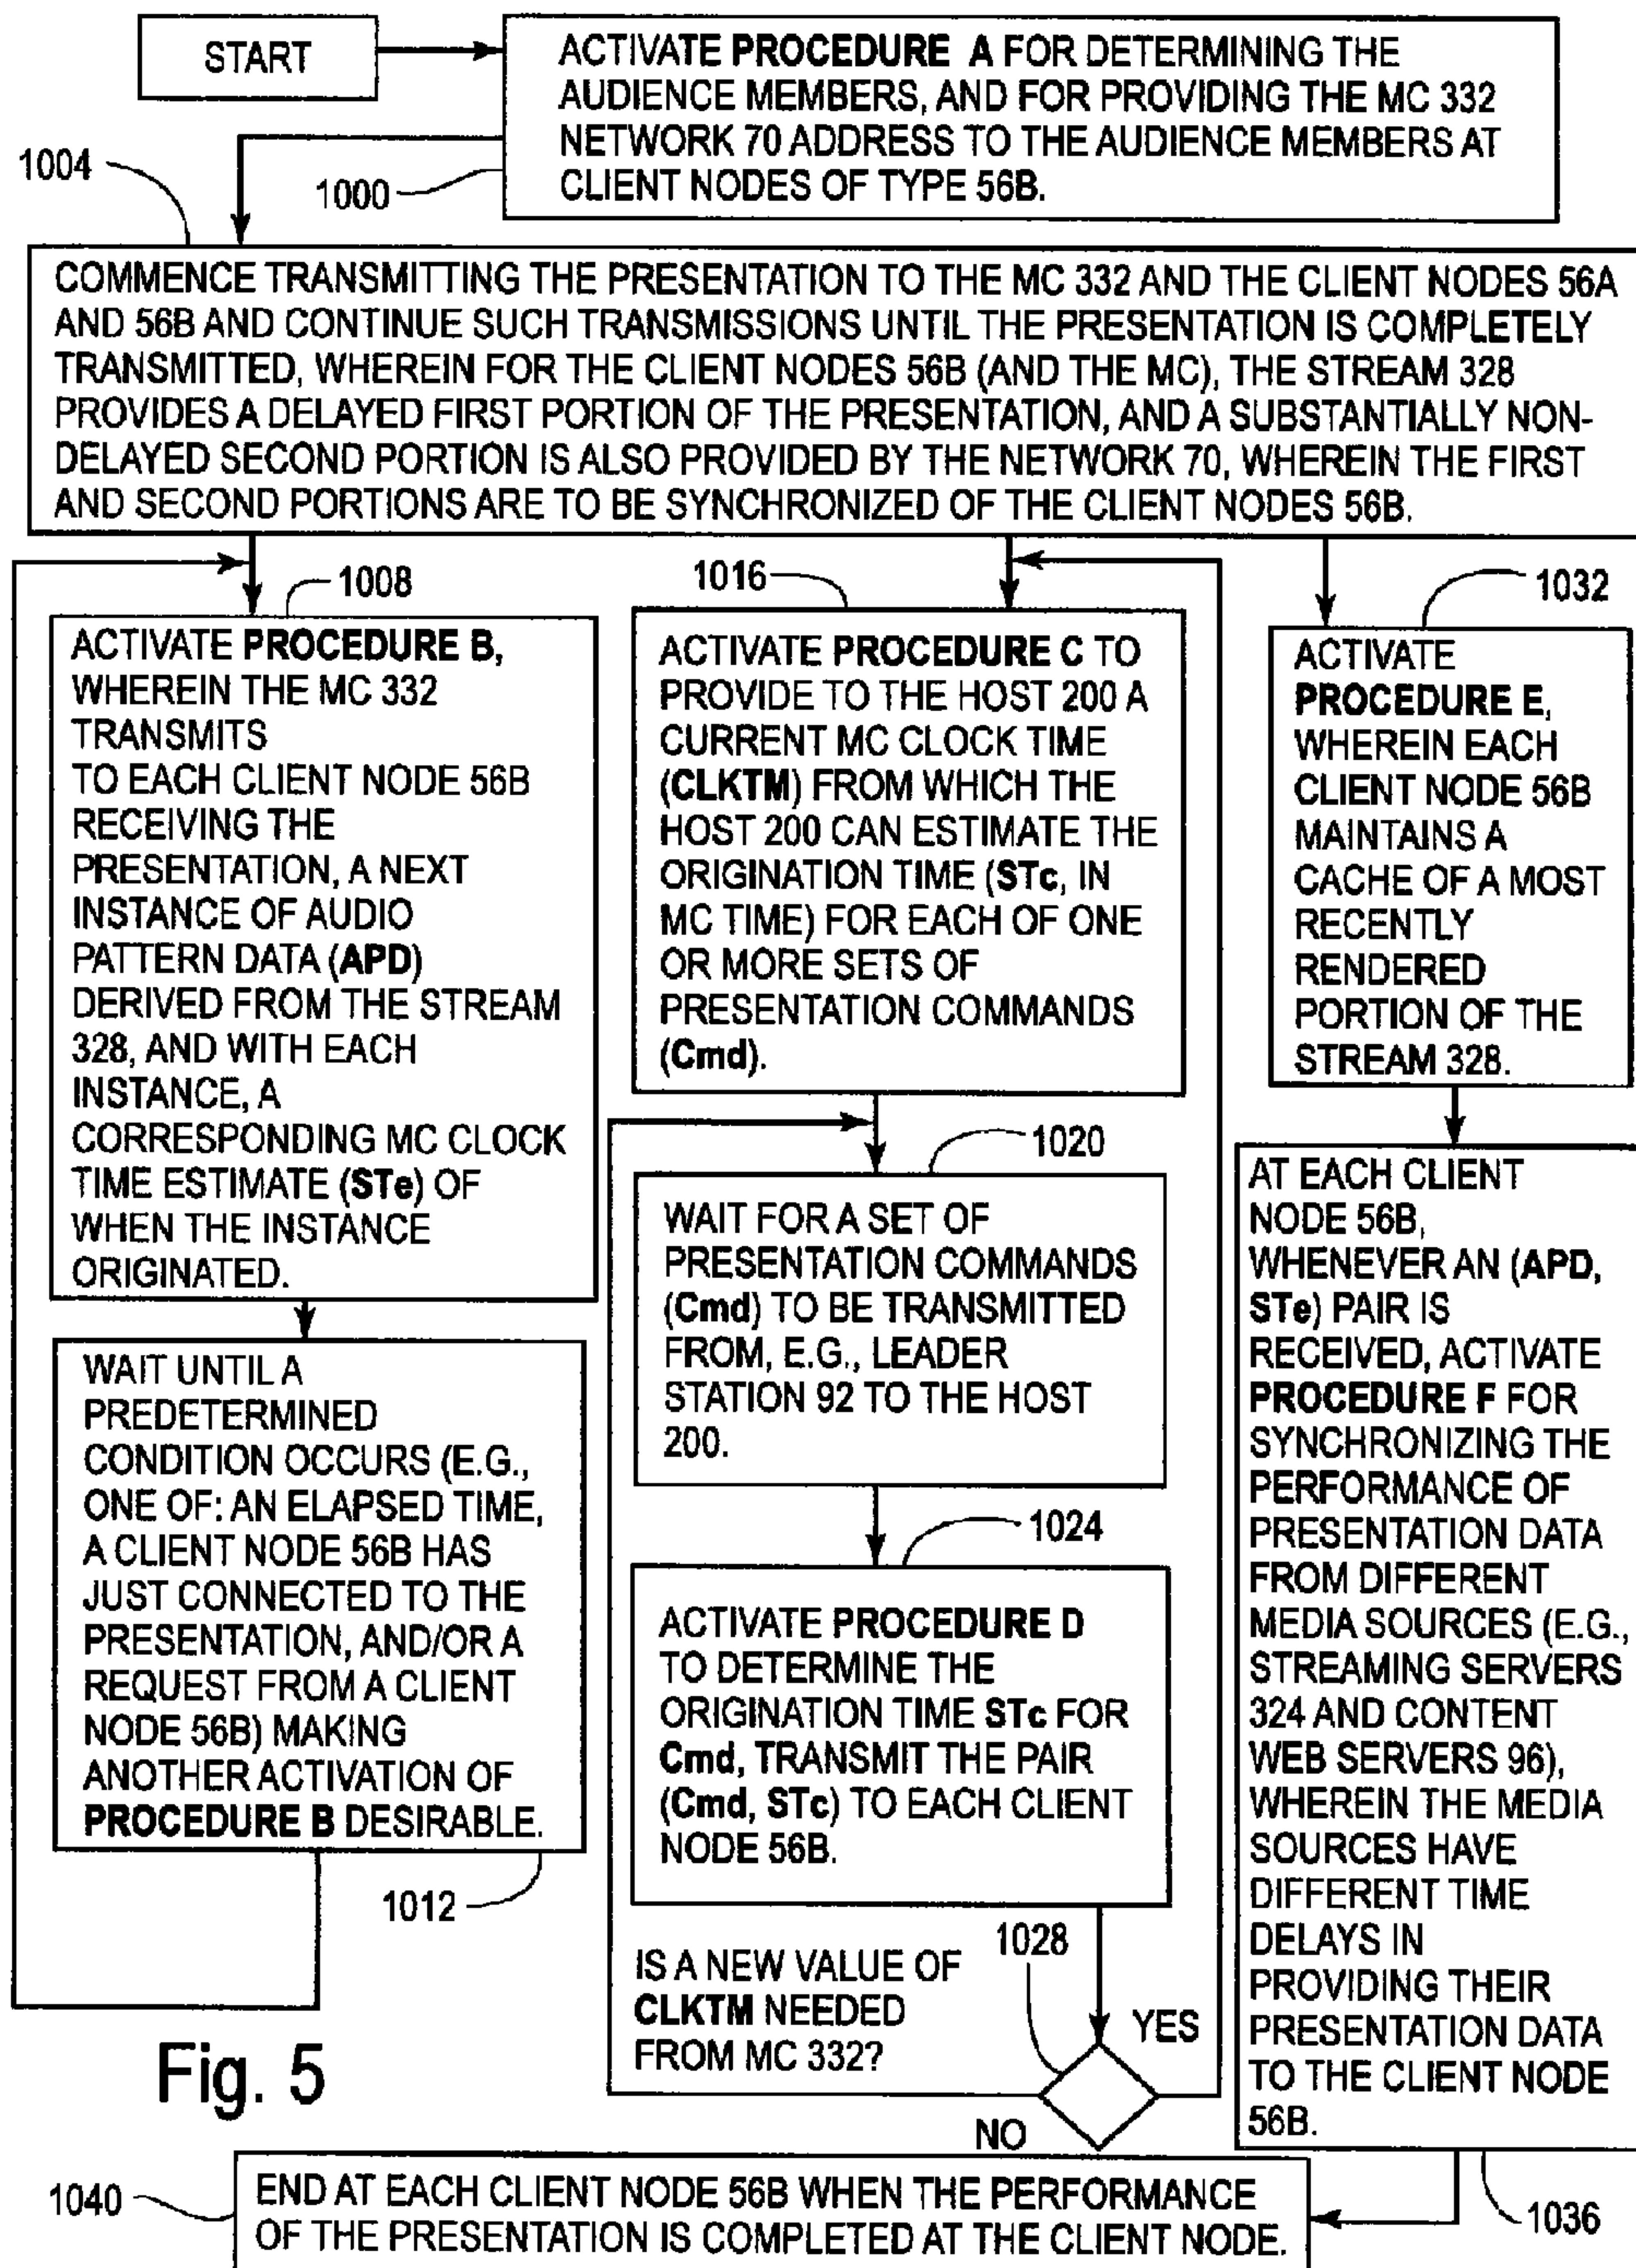 START
ACTIVATE PROCEDURE A FOR DETERMINING THE
AUDIENCE MEMBERS, AND FOR PROVIDING THE MC 332
NETWORK 70 ADDRESS TO THE AUDIENCE MEMBERS AT
CLIENT NODES OF TYPE 56B.
1004
1000
COMMENCE TRANSMITTING THE PRESENTATION TO THE MC 332 AND THE CLIENT NODES 56A
AND 56B AND CONTINUE SUCH TRANSMISSIONS UNTIL THE PRESENTATION IS COMPLETELY
TRANSMITTED, WHEREIN FOR THE CLIENT NODES 56B (AND THE MC), THE STREAM 328
PROVIDES A DELAYED FIRST PORTION OF THE PRESENTATION, AND A SUBSTANTIALLY NON-
DELAYED SECOND PORTION IS ALSO PROVIDED BY THE NETWORK 70, WHEREIN THE FIRST
AND SECOND PORTIONS ARE TO BE SYNCHRONIZED OF THE CLIENT NODES 56B.
1008
ACTIVATE PROCEDURE B,
WHEREIN THE MC 332
TRANSMITS
TO EACH CLIENT NODE 56B
RECEIVING THE
PRESENTATION, A NEXT
INSTANCE OF AUDIO
PATTERN DATA (APD)
DERIVED FROM THE STREAM
328, AND WITH EACH
INSTANCE, A
CORRESPONDING MC CLOCK
TIME ESTIMATE (STe) OF
WHEN THE INSTANCE
ORIGINATED.
WAIT UNTIL A
PREDETERMINED
CONDITION OCCURS (E.G.,
ONE OF: AN ELAPSED TIME,
A CLIENT NODE 56B HAS
JUST CONNECTED TO THE
PRESENTATION, AND/OR A
REQUEST FROM A CLIENT
NODE 56B) MAKING
ANOTHER ACTIVATION OF
PROCEDURE B DESIRABLE.
1012
1016
ACTIVATE PROCEDURE C TO
PROVIDE TO THE HOST 200 A
CURRENT MC CLOCK TIME
(CLKTM) FROM WHICH THE
HOST 200 CAN ESTIMATE THE
ORIGINATION TIME (STc, IN
MC TIME) FOR EACH OF ONE
OR MORE SETS OF
PRESENTATION COMMANDS
(Cmd).
1020
WAIT FOR A SET OF
PRESENTATION COMMANDS
(Cmd) TO BE TRANSMITTED
FROM, E.G., LEADER
STATION 92 TO THE HOST
200.
1024
ACTIVATE PROCEDURE D
TO DETERMINE THE
ORIGINATION TIME STc FOR
Cmd, TRANSMIT THE PAIR
(Cmd, STc) TO EACH CLIENT
NODE 56B.
1028
IS A NEW VALUE OF
CLKTM NEEDED
FROM MC 332?
YES
NO
1032
ACTIVATE
PROCEDURE E,
WHEREIN EACH
CLIENT NODE 56B
MAINTAINS A
CACHE OF A MOST
RECENTLY
RENDERED
PORTION OF THE
STREAM 328.
AT EACH CLIENT
NODE 56B,
WHENEVER AN (APD,
STe) PAIR IS
RECEIVED, ACTIVATE
PROCEDURE F FOR
SYNCHRONIZING THE
PERFORMANCE OF
PRESENTATION DATA
FROM DIFFERENT
MEDIA SOURCES (E.G.,
STREAMING SERVERS
324 AND CONTENT
WEB SERVERS 96),
WHEREIN THE MEDIA
SOURCES HAVE
DIFFERENT TIME
DELAYS IN
PROVIDING THEIR
PRESENTATION DATA
TO THE CLIENT NODE
56B.
1036
Fig. 5
1040
END AT EACH CLIENT NODE 56B WHEN THE PERFORMANCE
OF THE PRESENTATION IS COMPLETED AT THE CLIENT NODE.